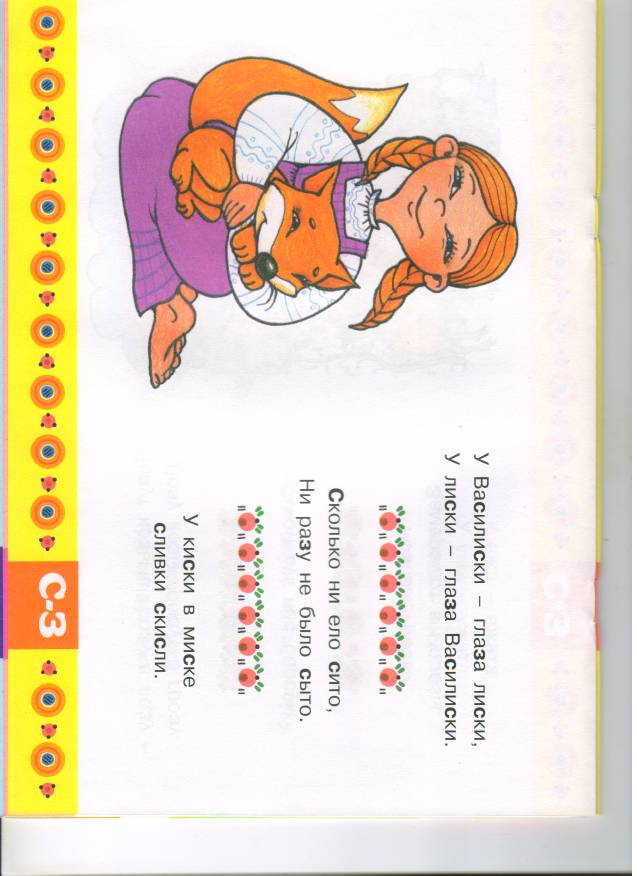 У Василиски – глаза лиски,
У лиски – глаза Василиски.
Сколько ни ело сито,
Ни разу не было сыто.
У киски в миске
сливки скисли.
С-З